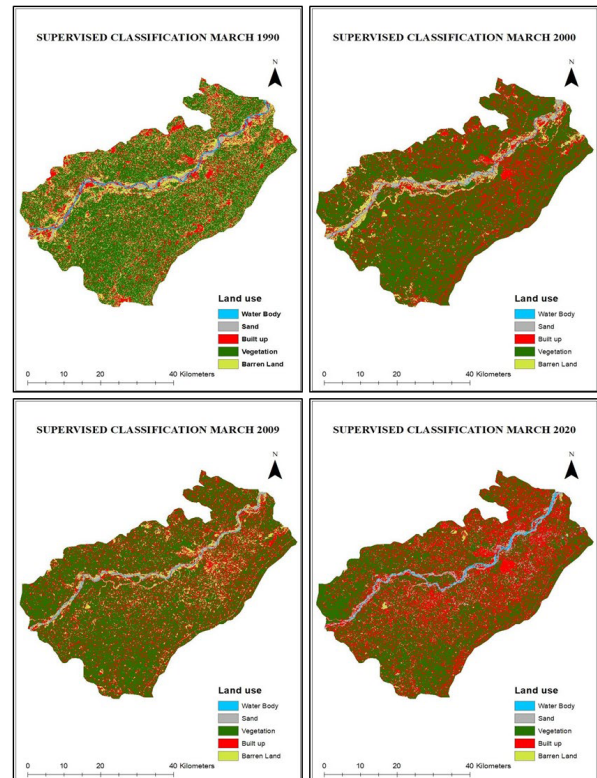 SUPERVISED CLASSIFICATION MARCH 1990
N
Land use
Water Body
Sand
Built up
Vegetation
Barren Land
0 10 20 40 Kilometers
SUPERVISED CLASSIFICATION MARCH 2000
N
Land use
Water Body
Sand
Built up
Vegetation
Barren Land
0 10 20 40 Kilometers
SUPERVISED CLASSIFICATION MARCH 2009
N
Land use
Water Body
Sand
Vegetation
Built up
Barren Land
0 10 20 40 Kilometers
SUPERVISED CLASSIFICATION MARCH 2020
N
Land use
Water Body
Sand
Vegetation
Built up
Barren Land
0 10 20 40 Kilometers